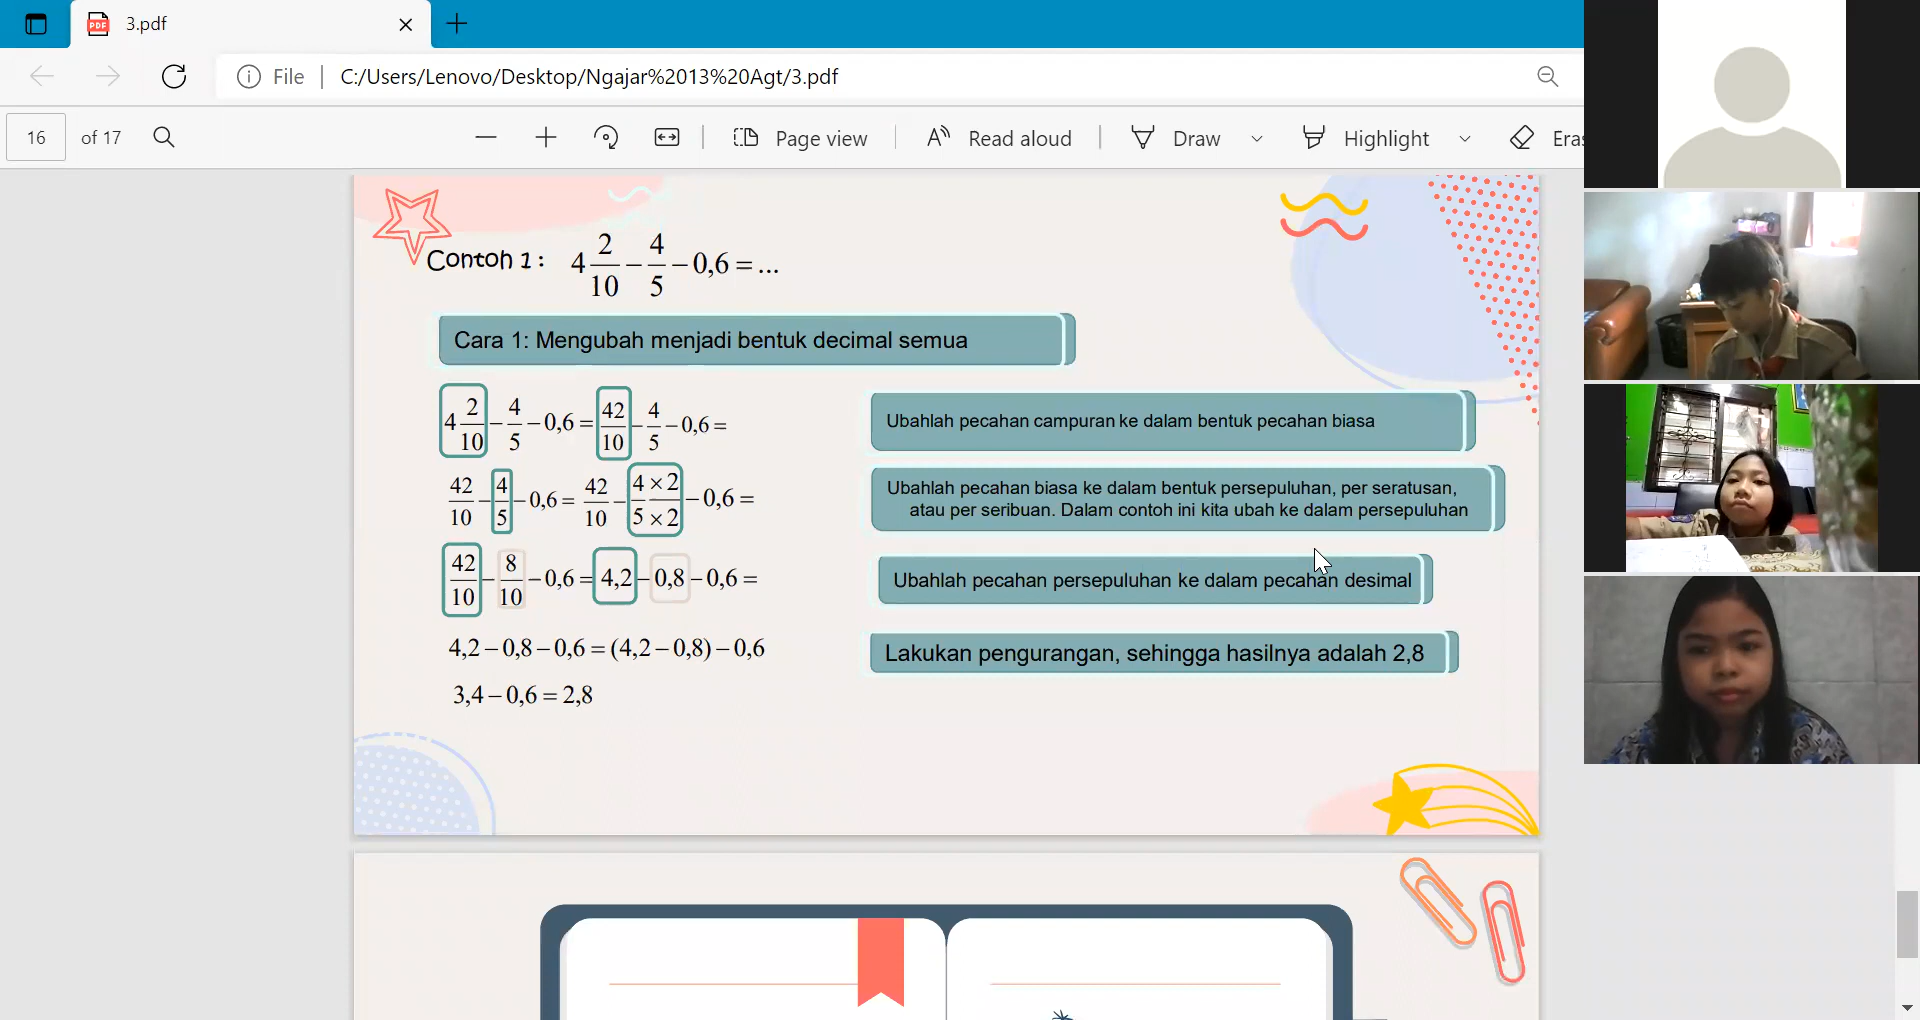 3.pdf
File | C:/Users/Lenovo/Desktop/Ngajar%2013%20Agt/3.pdf
16 of 17
Page view
Read aloud
Draw
Highlight
Eras
Contoh 1 : 4 2/10 − 4/5 − 0,6 = ...
Cara 1: Mengubah menjadi bentuk decimal semua
4 2/10 − 4/5 − 0,6 = 42/10 − 4/5 − 0,6 =
Ubahlah pecahan campuran ke dalam bentuk pecahan biasa
42/10 − 4/5 − 0,6 = 42/10 − 4 × 2/5 × 2 − 0,6 =
Ubahlah pecahan biasa ke dalam bentuk persepuluhan, per seratusan,
atau per seribuan. Dalam contoh ini kita ubah ke dalam persepuluhan
42/10 − 8/10 − 0,6 = 4,2 − 0,8 − 0,6 =
Ubahlah pecahan persepuluhan ke dalam pecahan desimal
4,2 − 0,8 − 0,6 = (4,2 − 0,8) − 0,6
Lakukan pengurangan, sehingga hasilnya adalah 2,8
3,4 − 0,6 = 2,8